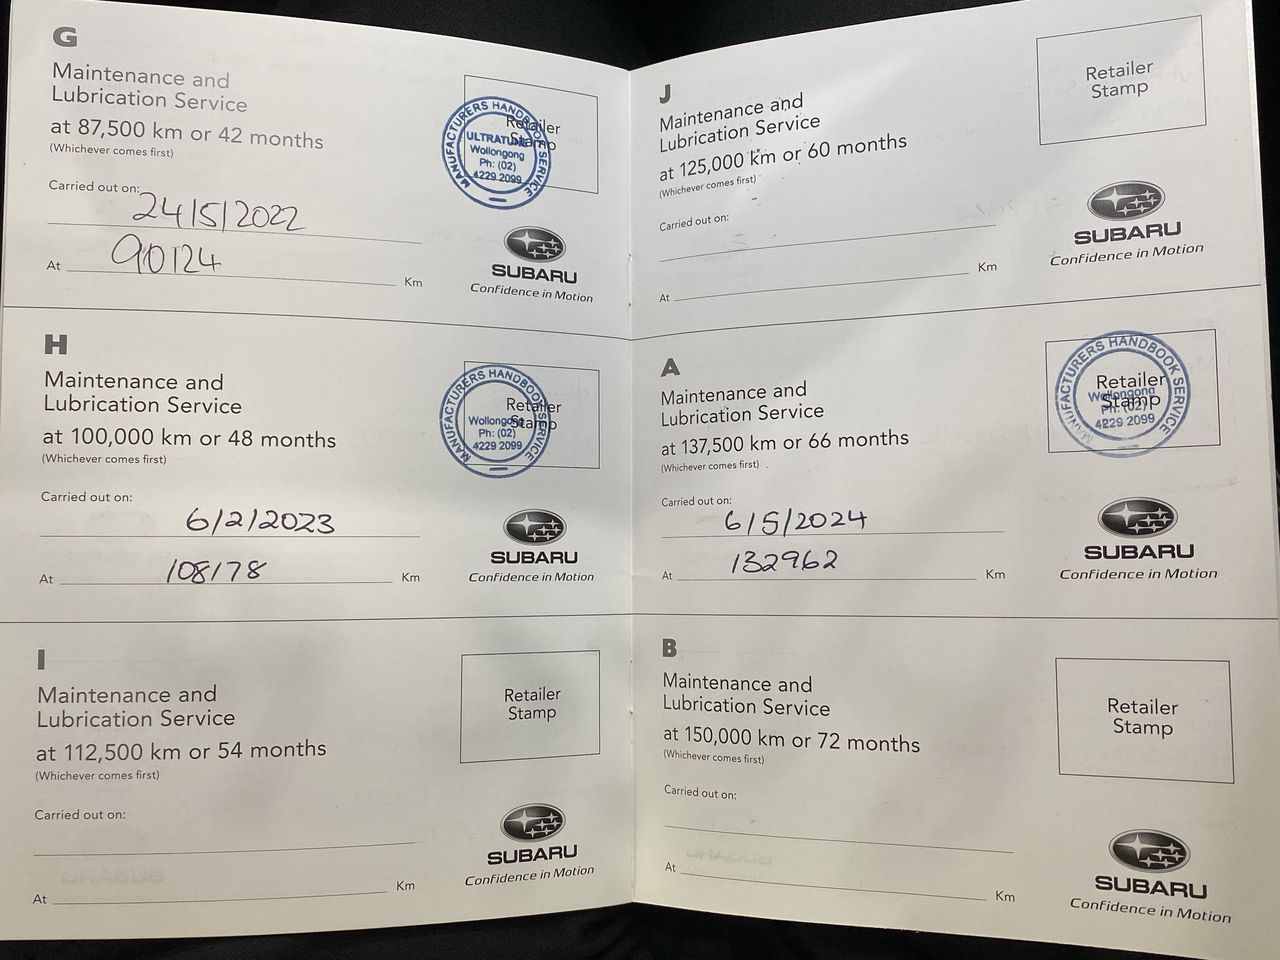 G
Maintenance and
Lubrication Service
at 87,500 km or 42 months
(Whichever comes first)
Carried out on:
24/5/2022
At 90124 Km
Retailer
Stamp
MANUFACTURERS HANDBOOK SERVICE
ULTRATUNE
Wollongong
Ph: (02)
4229 2099
SUBARU
Confidence in Motion
H
Maintenance and
Lubrication Service
at 100,000 km or 48 months
(Whichever comes first)
Carried out on:
6/2/2023
At 108178 Km
Retailer
Stamp
MANUFACTURERS HANDBOOK SERVICE
Wollongong
Ph: (02)
4229 2099
SUBARU
Confidence in Motion
I
Maintenance and
Lubrication Service
at 112,500 km or 54 months
(Whichever comes first)
Carried out on:
At Km
Retailer
Stamp
SUBARU
Confidence in Motion
J
Maintenance and
Lubrication Service
at 125,000 km or 60 months
(Whichever comes first)
Carried out on:
At Km
Retailer
Stamp
SUBARU
Confidence in Motion
A
Maintenance and
Lubrication Service
at 137,500 km or 66 months
(Whichever comes first)
Carried out on:
6/5/2024
At 132962 Km
Retailer
Stamp
MANUFACTURERS HANDBOOK SERVICE
Wollongong
Ph: (02)
4229 2099
SUBARU
Confidence in Motion
B
Maintenance and
Lubrication Service
at 150,000 km or 72 months
(Whichever comes first)
Carried out on:
At Km
Retailer
Stamp
SUBARU
Confidence in Motion